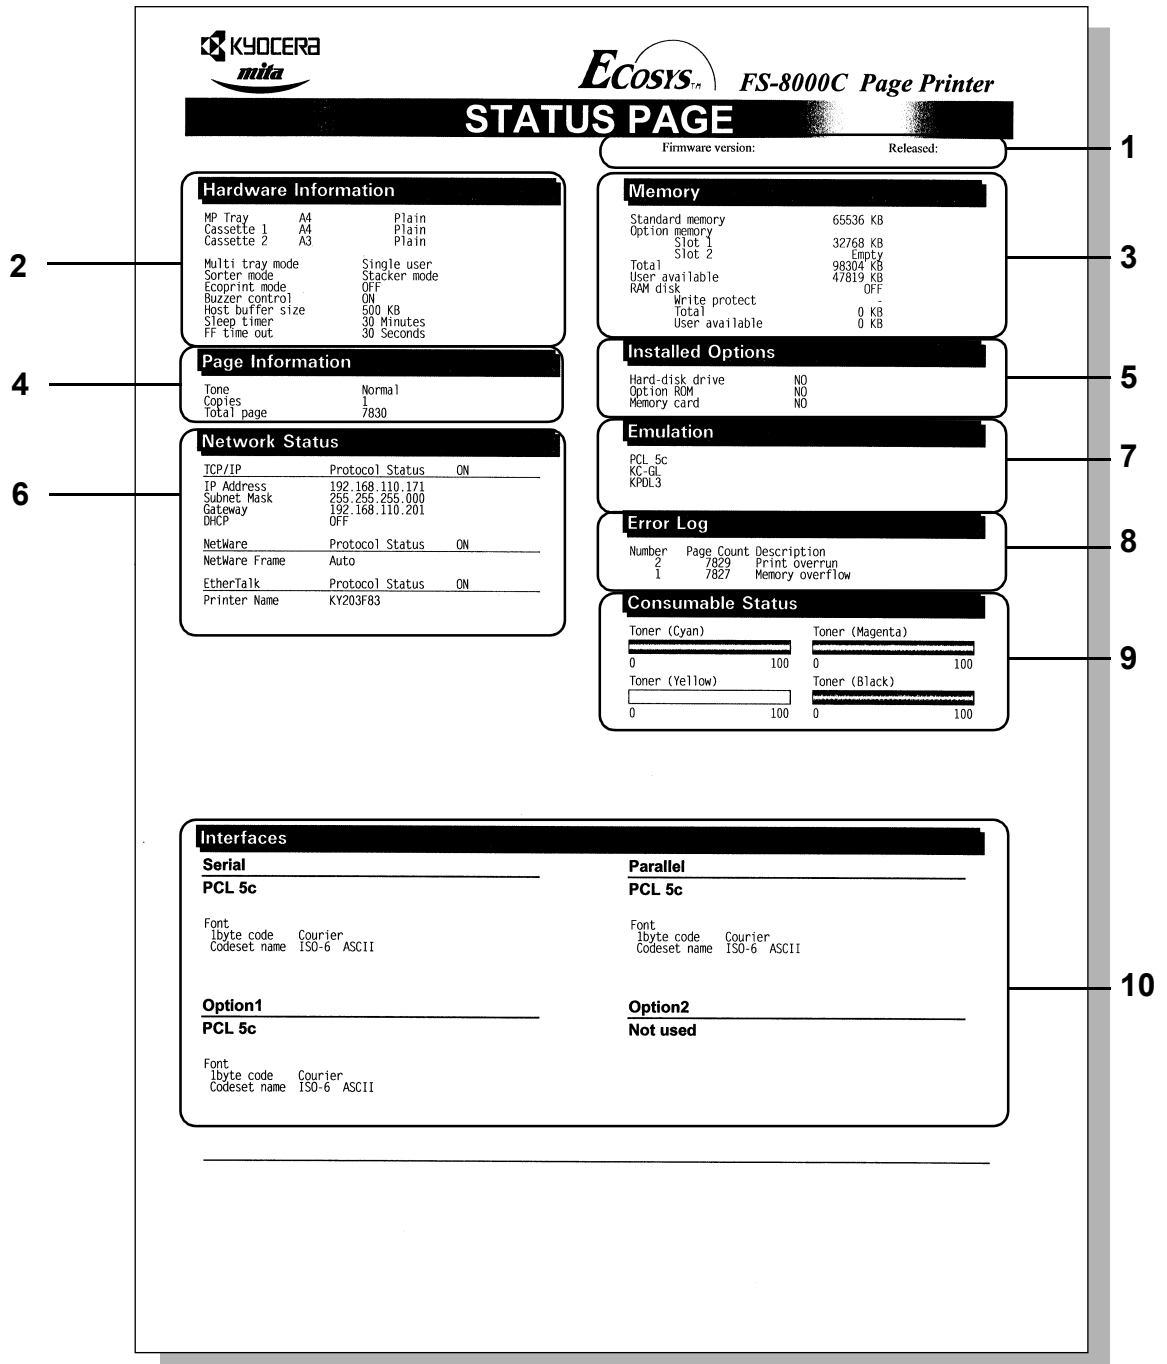 KYOCERA
mita
ECOSYS TM FS-8000C Page Printer
STATUS PAGE
Firmware version: Released:
1
Hardware Information
MP Tray A4 Plain
Cassette 1 A4 Plain
Cassette 2 A3 Plain
Multi tray mode Single user
Sorter mode Stacker mode
Ecoprint mode OFF
Buzzer control ON
Host buffer size 500 KB
Sleep timer 30 Minutes
FF time out 30 Seconds
2
Memory
Standard memory 65536 KB
Option memory
Slot 1 32768 KB
Slot 2 Empty
Total 98304 KB
User available 47819 KB
RAM disk OFF
Write protect -
Total 0 KB
User available 0 KB
3
Page Information
Tone Normal
Copies 1
Total page 7830
4
Installed Options
Hard-disk drive NO
Option ROM NO
Memory card NO
5
Network Status
TCP/IP Protocol Status ON
IP Address 192.168.110.171
Subnet Mask 255.255.255.000
Gateway 192.168.110.201
DHCP OFF
NetWare Protocol Status ON
NetWare Frame Auto
EtherTalk Protocol Status ON
Printer Name KY203F83
6
Emulation
PCL 5c
KC-GL
KPDL3
7
Error Log
Number Page Count Description
2 7829 Print overrun
1 7827 Memory overflow
8
Consumable Status
Toner (Cyan) Toner (Magenta)
0 100 0 100
Toner (Yellow) Toner (Black)
0 100 0 100
9
Interfaces
Serial
PCL 5c
Font
1byte code Courier
Codeset name ISO-6 ASCII
Parallel
PCL 5c
Font
1byte code Courier
Codeset name ISO-6 ASCII
Option1
PCL 5c
Font
1byte code Courier
Codeset name ISO-6 ASCII
Option2
Not used
10